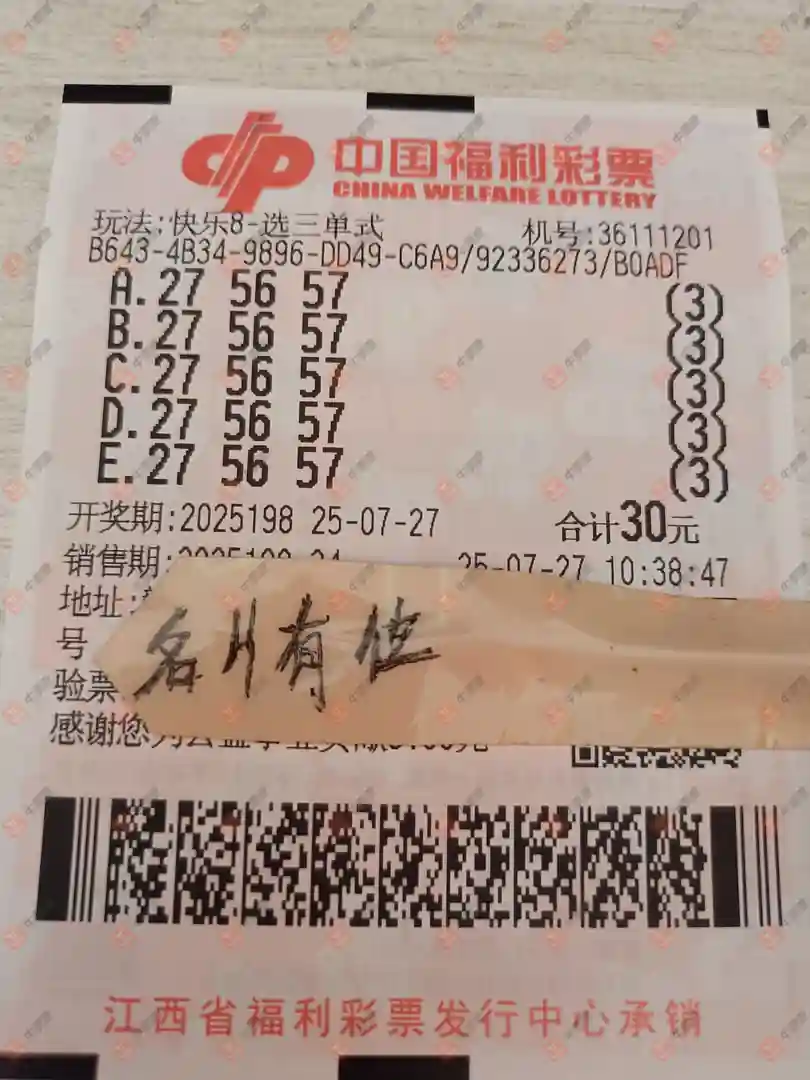 中国福利彩票
CHINA WELFARE LOTTERY
玩法:快乐8-选三单式 机号:36111201
B643-4B34-9896-DD49-C6A9/92336273/B0ADF
A.27 56 57 (3)
B.27 56 57 (3)
C.27 56 57 (3)
D.27 56 57 (3)
E.27 56 57 (3)
开奖期:2025198 25-07-27 合计30元
销售期: 25-07-27 10:38:47
地址:
号
名片有位
验票
感谢您
江西省福利彩票发行中心承销